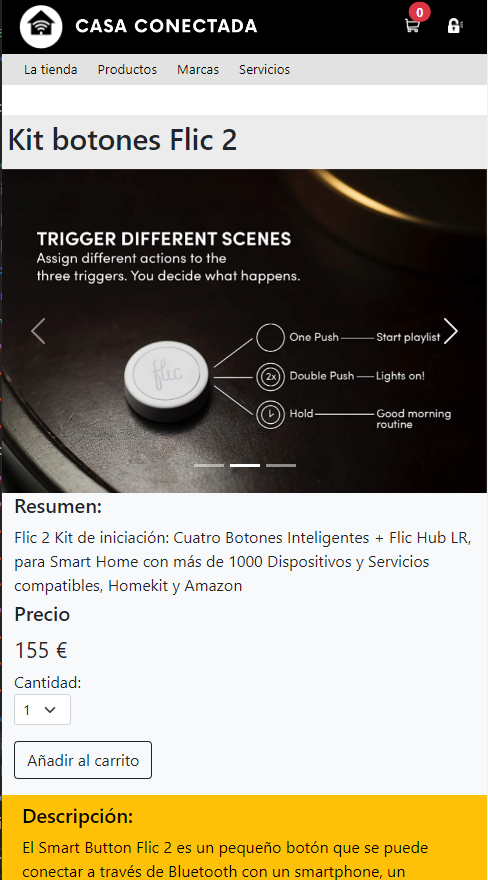 CASA CONECTADA
0
La tienda Productos Marcas Servicios
Kit botones Flic 2
TRIGGER DIFFERENT SCENES
Assign different actions to the
three triggers. You decide what happens.
One Push Start playlist
flic
2x Double Push Lights on!
Hold Good morning
routine
Resumen:
Flic 2 Kit de iniciación: Cuatro Botones Inteligentes + Flic Hub LR,
para Smart Home con más de 1000 Dispositivos y Servicios
compatibles, Homekit y Amazon
Precio
155 €
Cantidad:
1
Añadir al carrito
Descripción:
El Smart Button Flic 2 es un pequeño botón que se puede
conectar a través de Bluetooth con un smartphone, un